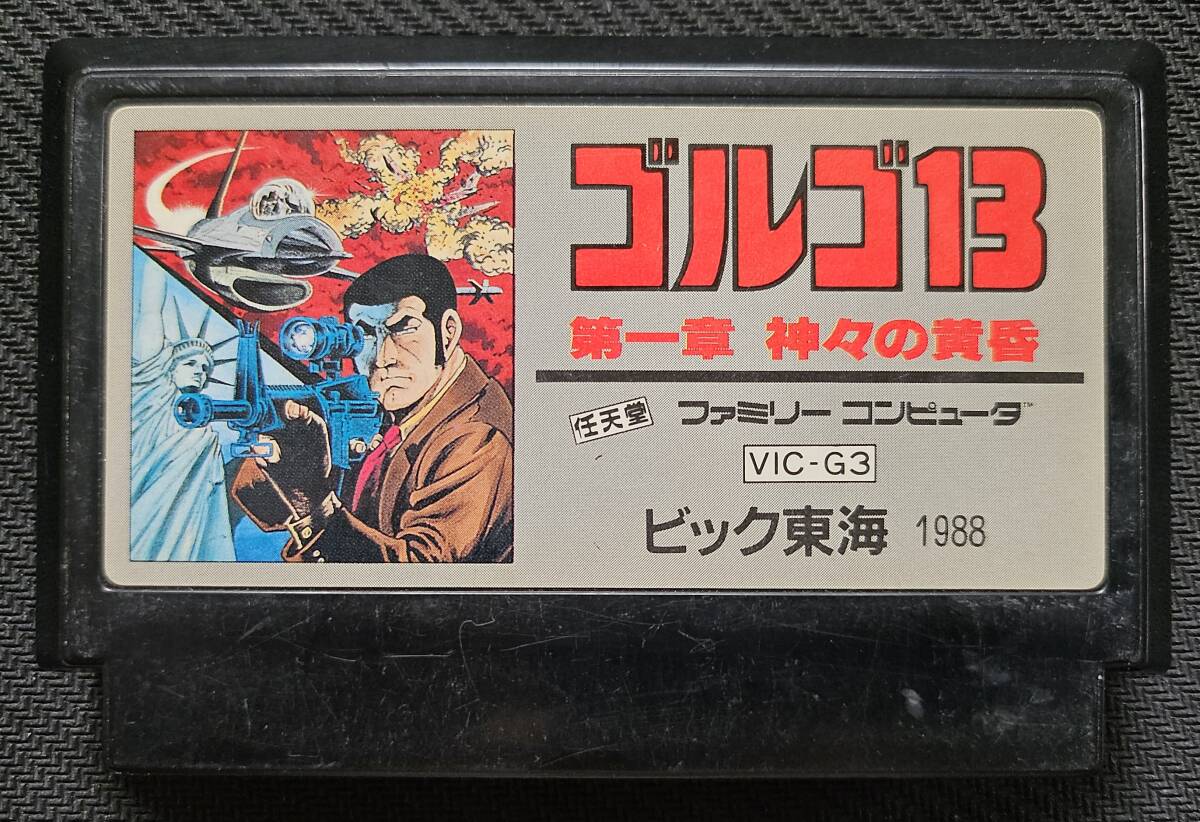 ゴルゴ13
第一章 神々の黄昏
任天堂 ファミリーコンピュータ™
VIC-G3
ビック東海 1988